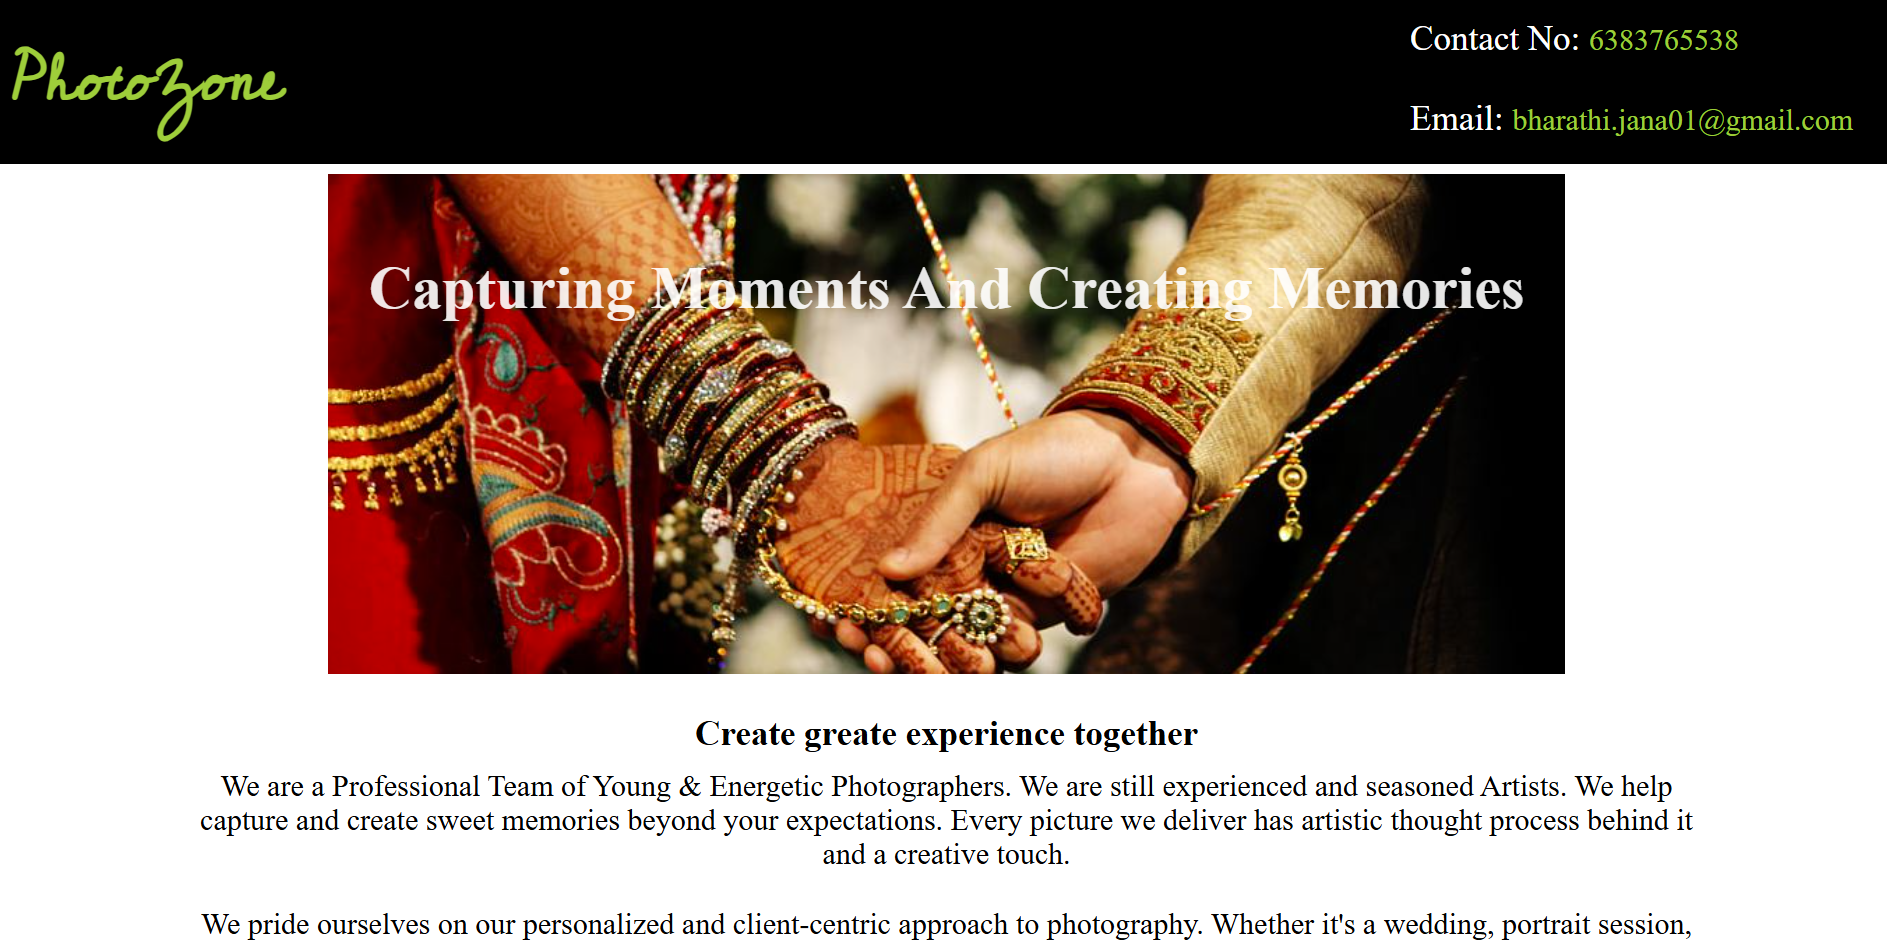 PhotoZone
Contact No: 6383765538
Email: bharathi.jana01@gmail.com
Capturing Moments And Creating Memories
Create greate experience together
We are a Professional Team of Young & Energetic Photographers. We are still experienced and seasoned Artists. We help
capture and create sweet memories beyond your expectations. Every picture we deliver has artistic thought process behind it
and a creative touch.
We pride ourselves on our personalized and client-centric approach to photography. Whether it's a wedding, portrait session,